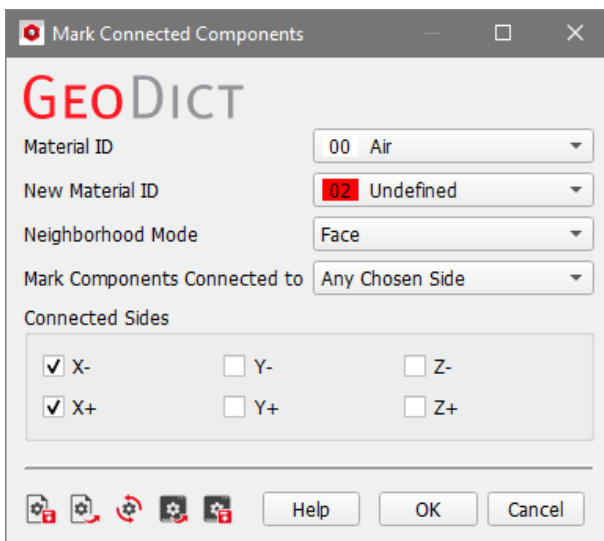 Mark Connected Components
GEODICT
Material ID 00 Air
New Material ID 02 Undefined
Neighborhood Mode Face
Mark Components Connected to Any Chosen Side
Connected Sides
X- Y- Z-
X+ Y+ Z+
Help OK Cancel